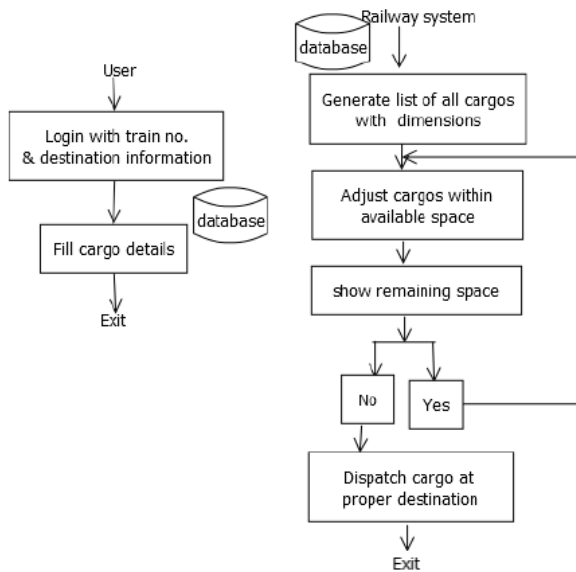 User
Login with train no.
& destination information
database
Fill cargo details
Exit
Railway system
database
Generate list of all cargos
with dimensions
Adjust cargos within
available space
show remaining space
No
Yes
Dispatch cargo at
proper destination
Exit